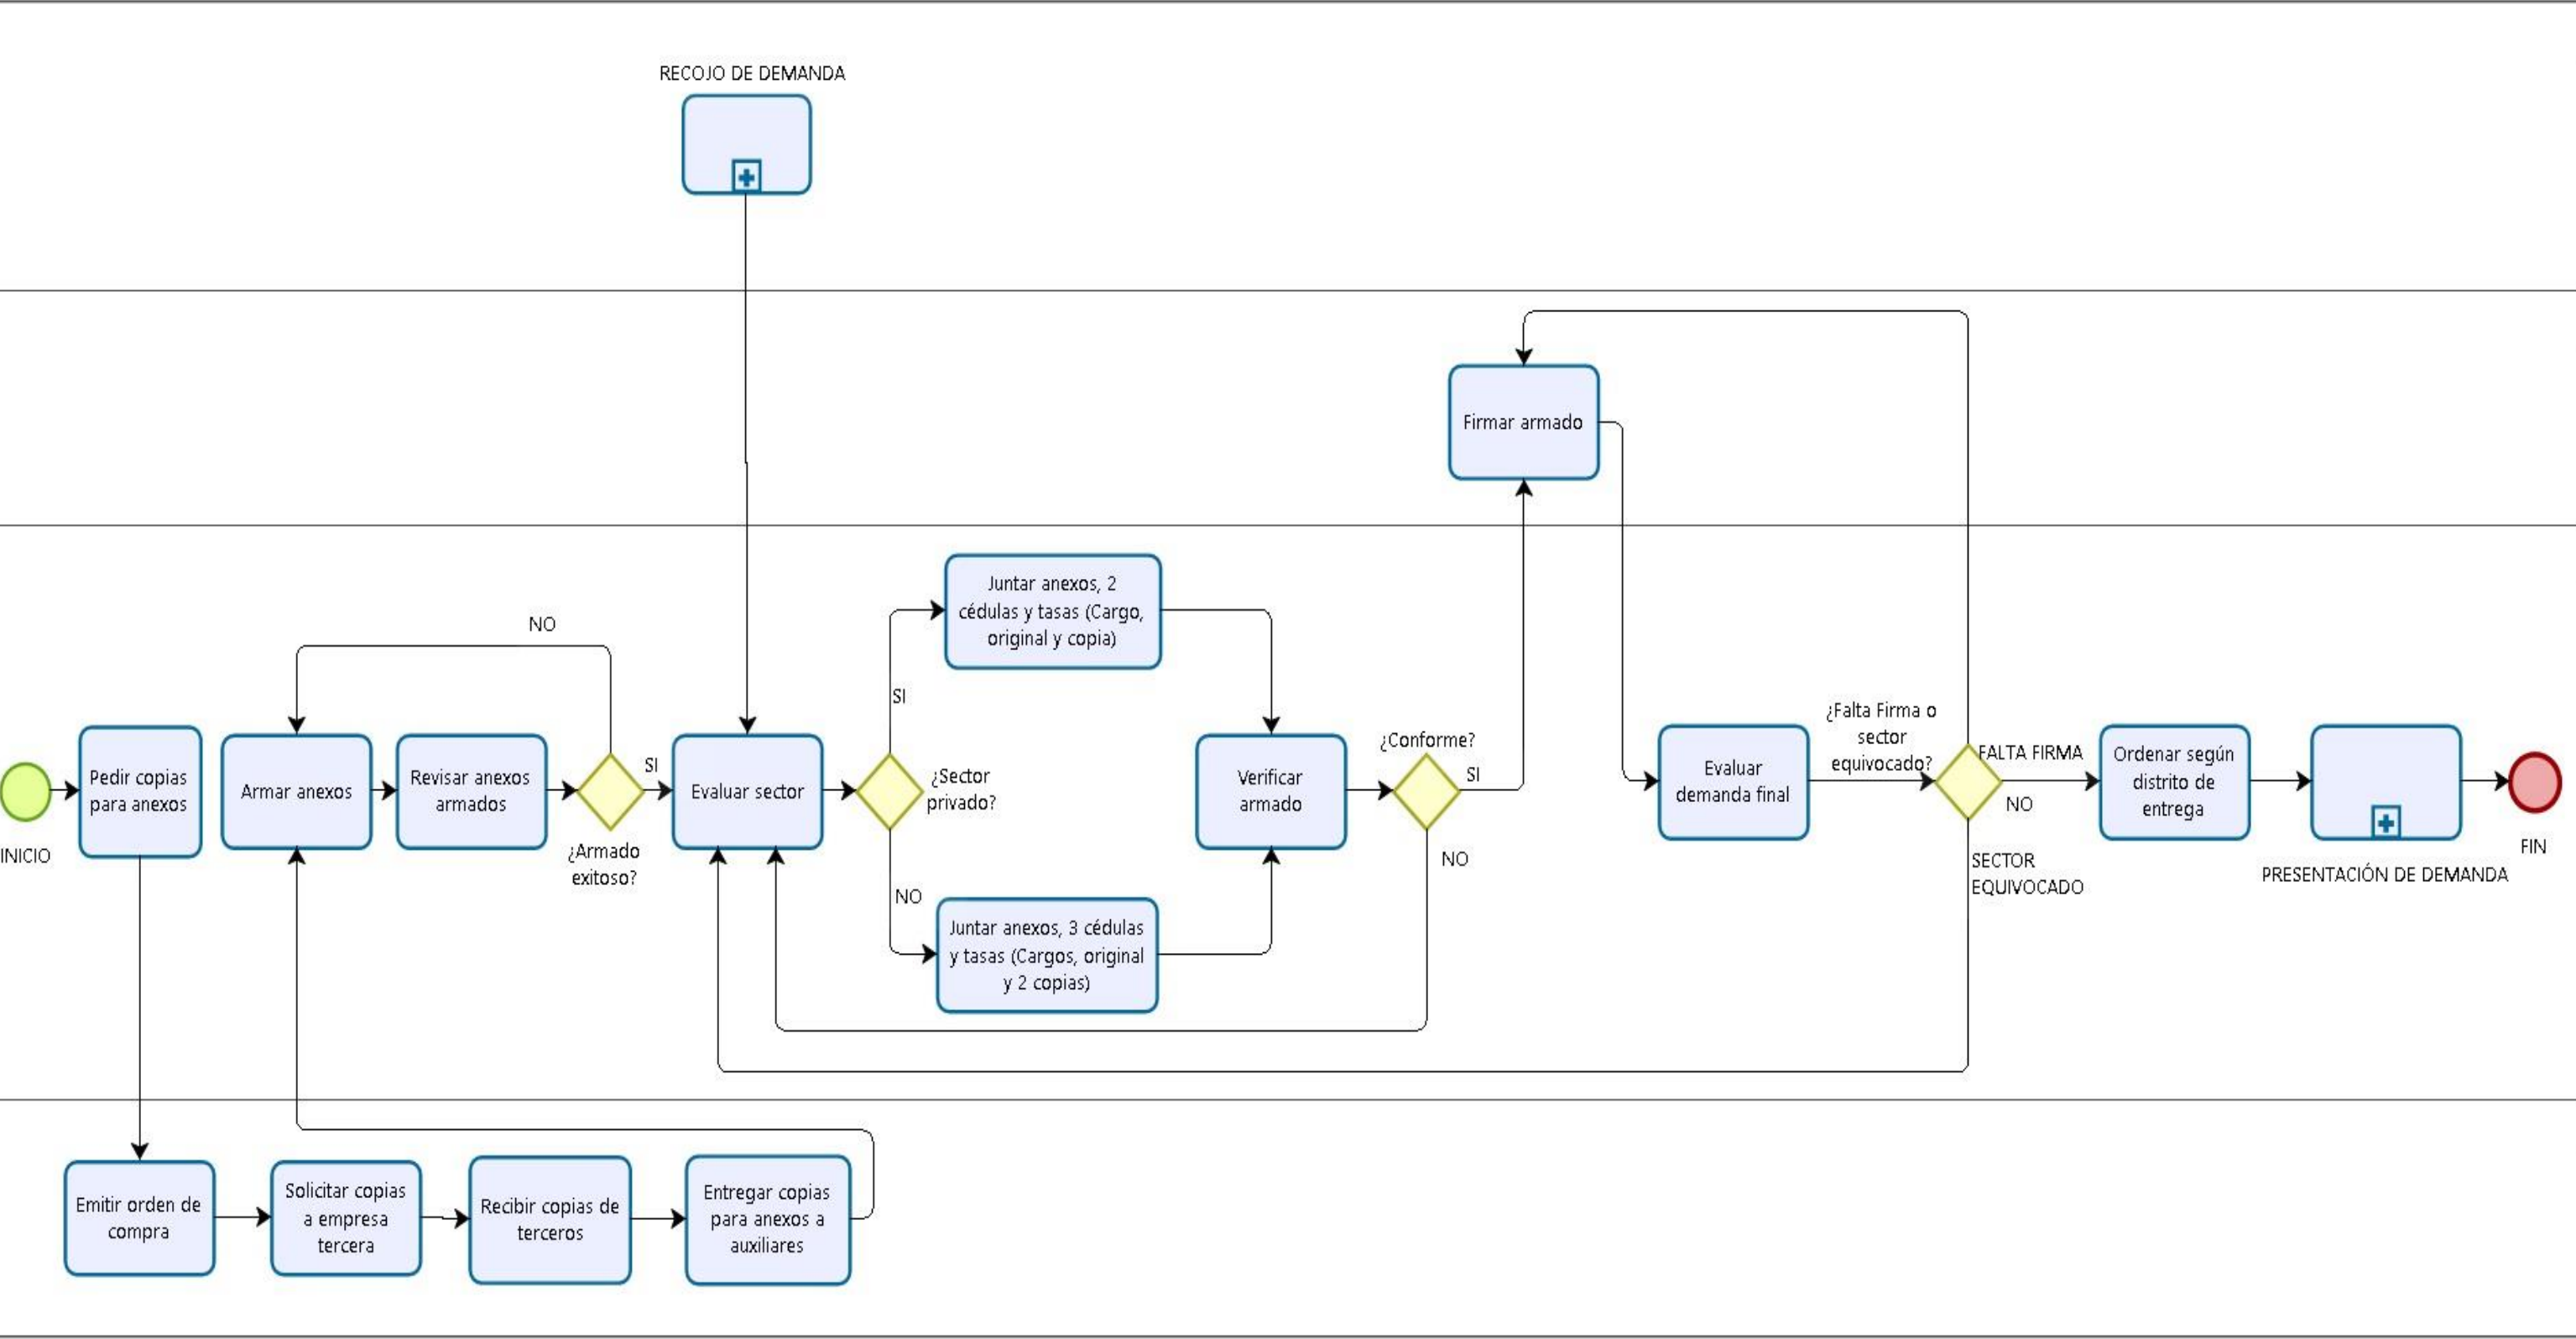 RECOJO DE DEMANDA
Firmar armado
Juntar anexos, 2
cédulas y tasas (Cargo,
original y copia)
NO
SI
INICIO
Pedir copias
para anexos
Armar anexos
Revisar anexos
armados
¿Armado
exitoso?
SI
Evaluar sector
¿Sector
privado?
NO
Juntar anexos, 3 cédulas
y tasas (Cargos, original
y 2 copias)
Verificar
armado
¿Conforme?
SI
NO
Evaluar
demanda final
¿Falta Firma o
sector
equivocado?
FALTA FIRMA
NO
SECTOR
EQUIVOCADO
Ordenar según
distrito de
entrega
PRESENTACIÓN DE DEMANDA
FIN
Emitir orden de
compra
Solicitar copias
a empresa
tercera
Recibir copias de
terceros
Entregar copias
para anexos a
auxiliares